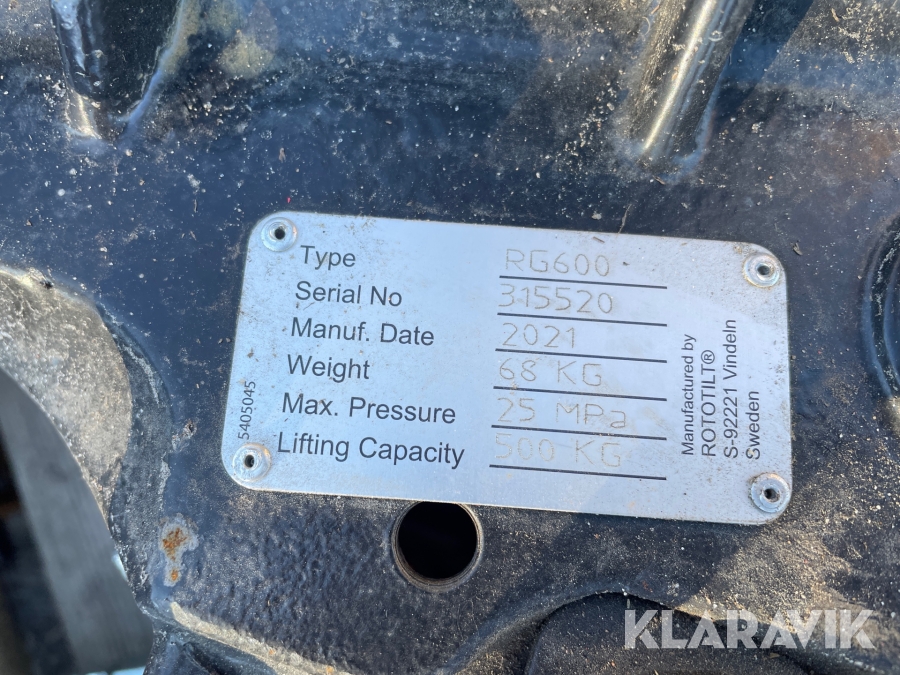 Type RG600
Serial No 315520
Manuf. Date 2021
Weight 68 KG
Max. Pressure 25 MPa
Lifting Capacity 500 KG
5405045
Manufactured by
ROTOTILT®
S-92221 Vindeln
Sweden
KLARAVIK